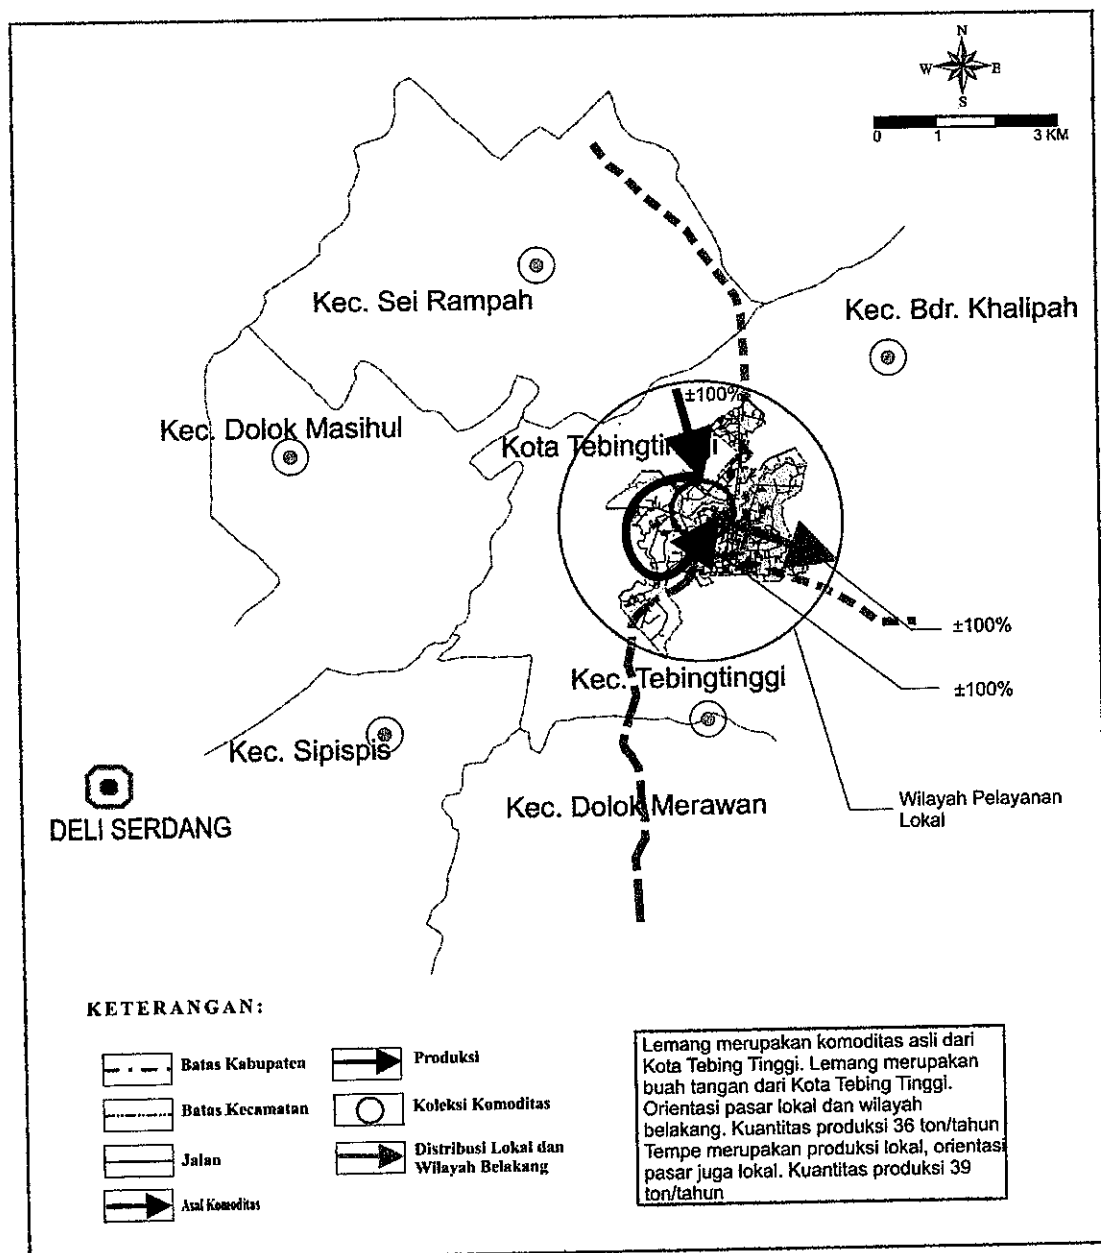 N
W E
S
0 1 3 KM
Kec. Sei Rampah
Kec. Bdr. Khalipah
±100%
Kec. Dolok Masihul
Kota Tebingtinggi
±100%
±100%
Kec. Tebingtinggi
Kec. Sipispis
Kec. Dolok Merawan
Wilayah Pelayanan
Lokal
DELI SERDANG
KETERANGAN:
Batas Kabupaten
Batas Kecamatan
Jalan
Asal Komoditas
Produksi
Koleksi Komoditas
Distribusi Lokal dan
Wilayah Belakang
Lemang merupakan komoditas asli dari
Kota Tebing Tinggi. Lemang merupakan
buah tangan dari Kota Tebing Tinggi.
Orientasi pasar lokal dan wilayah
belakang. Kuantitas produksi 36 ton/tahun
Tempe merupakan produksi lokal, orientasi
pasar juga lokal. Kuantitas produksi 39
ton/tahun